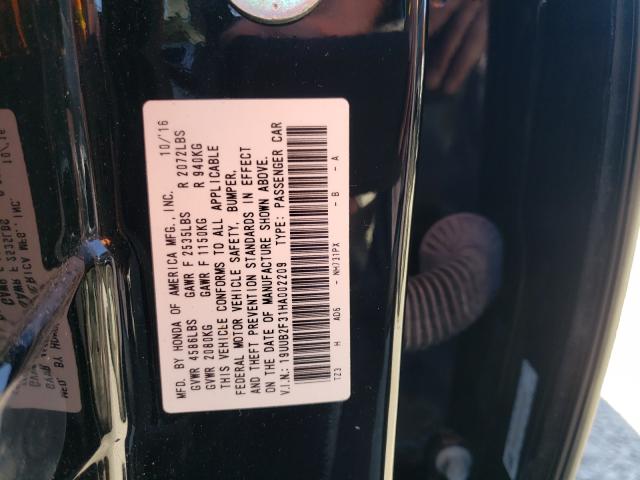 MFD. BY HONDA OF AMERICA MFG., INC. 10/'16
GVWR 4586LBS GAWR F 2535LBS R 2072LBS
GVWR 2080KG GAWR F 1150KG R 940KG
THIS VEHICLE CONFORMS TO ALL APPLICABLE
FEDERAL MOTOR VEHICLE SAFETY, BUMPER,
AND THEFT PREVENTION STANDARDS IN EFFECT
ON THE DATE OF MANUFACTURE SHOWN ABOVE.
V.I.N.: 19UUB2F31HA002209 TYPE: PASSENGER CAR
TZ3 H A06 - NH731PX - B - A